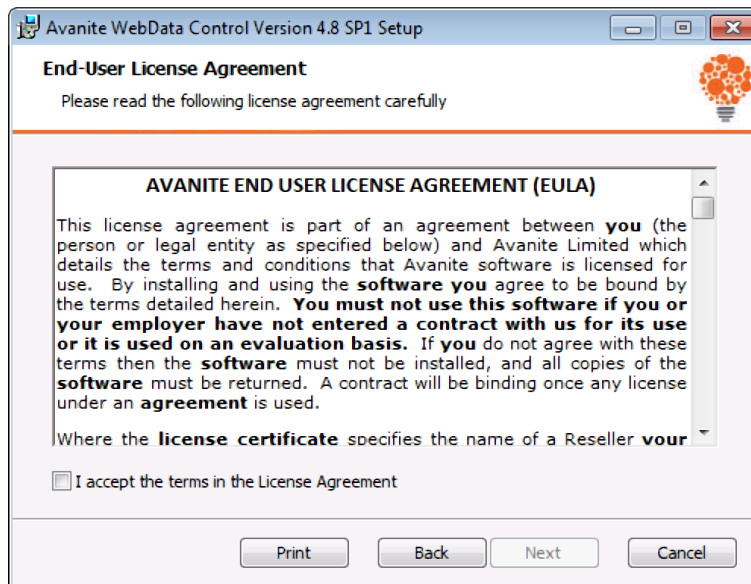 Avanite WebData Control Version 4.8 SP1 Setup
End-User License Agreement
Please read the following license agreement carefully
AVANITE END USER LICENSE AGREEMENT (EULA)
This license agreement is part of an agreement between you (the
person or legal entity as specified below) and Avanite Limited which
details the terms and conditions that Avanite software is licensed for
use. By installing and using the software you agree to be bound by
the terms detailed herein. You must not use this software if you or
your employer have not entered a contract with us for its use
or it is used on an evaluation basis. If you do not agree with these
terms then the software must not be installed, and all copies of the
software must be returned. A contract will be binding once any license
under an agreement is used.
Where the license certificate specifies the name of a Reseller your
I accept the terms in the License Agreement
Print
Back
Next
Cancel